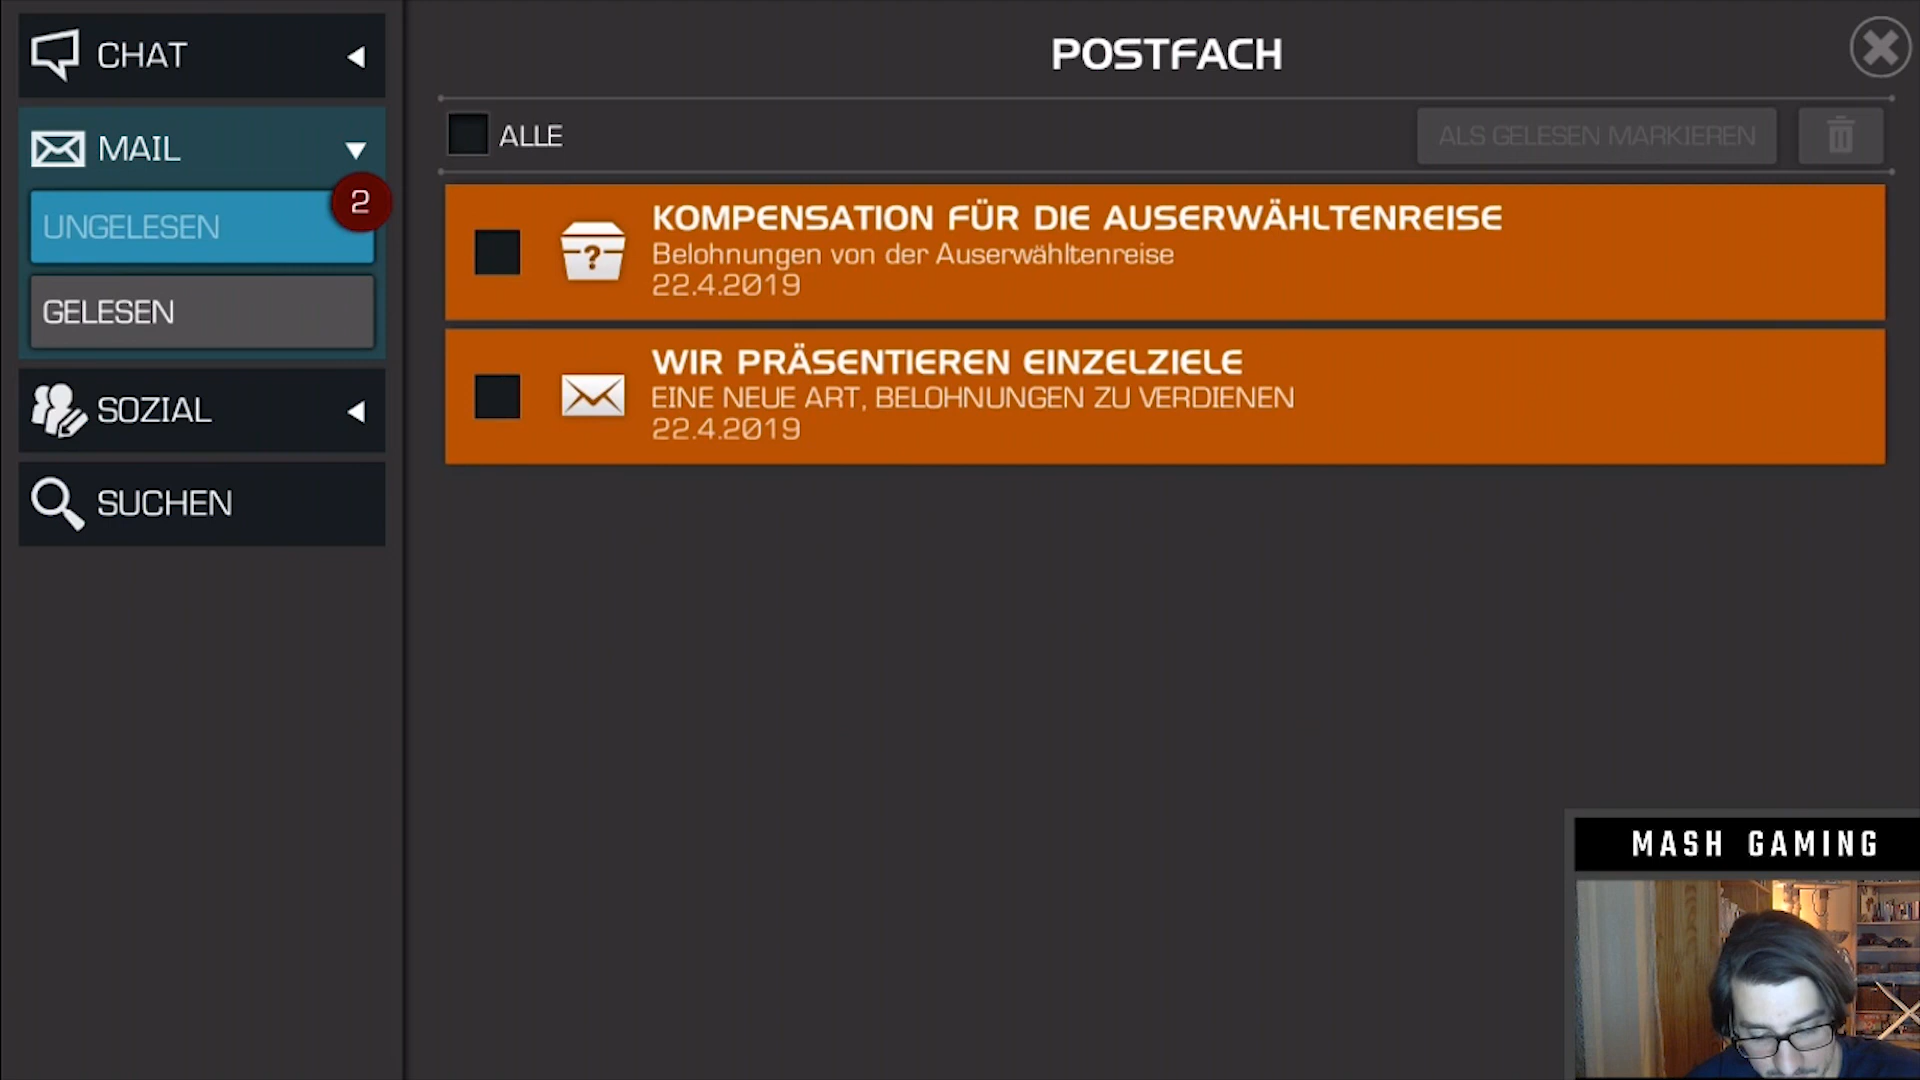 CHAT
MAIL
2
UNGELESEN
GELESEN
SOZIAL
SUCHEN
POSTFACH
ALLE
ALS GELESEN MARKIEREN
KOMPENSATION FÜR DIE AUSERWÄHLTENREISE
Belohnungen von der Auserwähltenreise
22.4.2019
WIR PRÄSENTIEREN EINZELZIELE
EINE NEUE ART, BELOHNUNGEN ZU VERDIENEN
22.4.2019
MASH GAMING